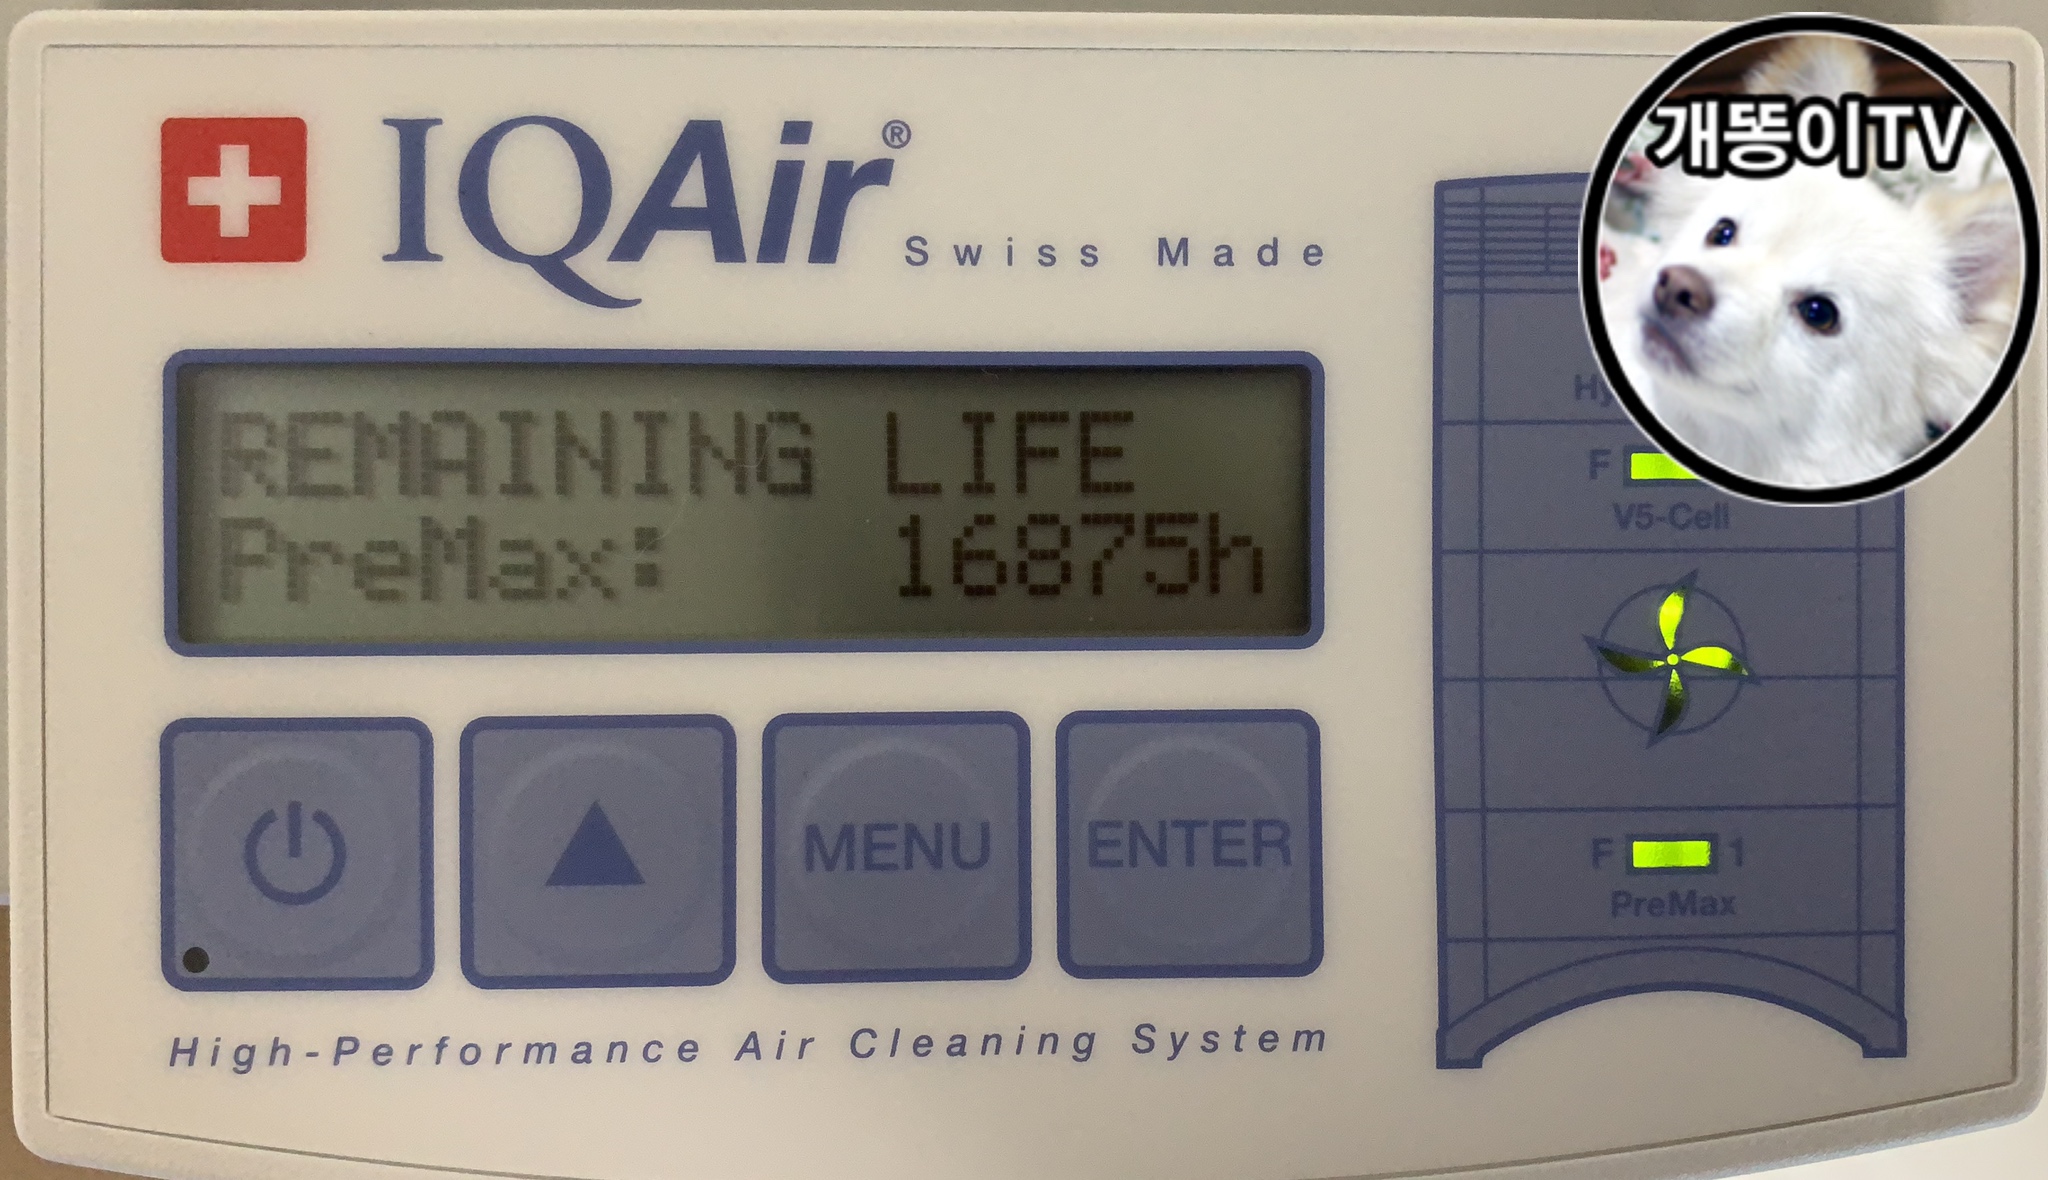 IQAir®
Swiss Made
개똥이TV
REMAINING LIFE
PreMax: 16875h
F
V5-Cell
MENU
ENTER
F 1
PreMax
High-Performance Air Cleaning System